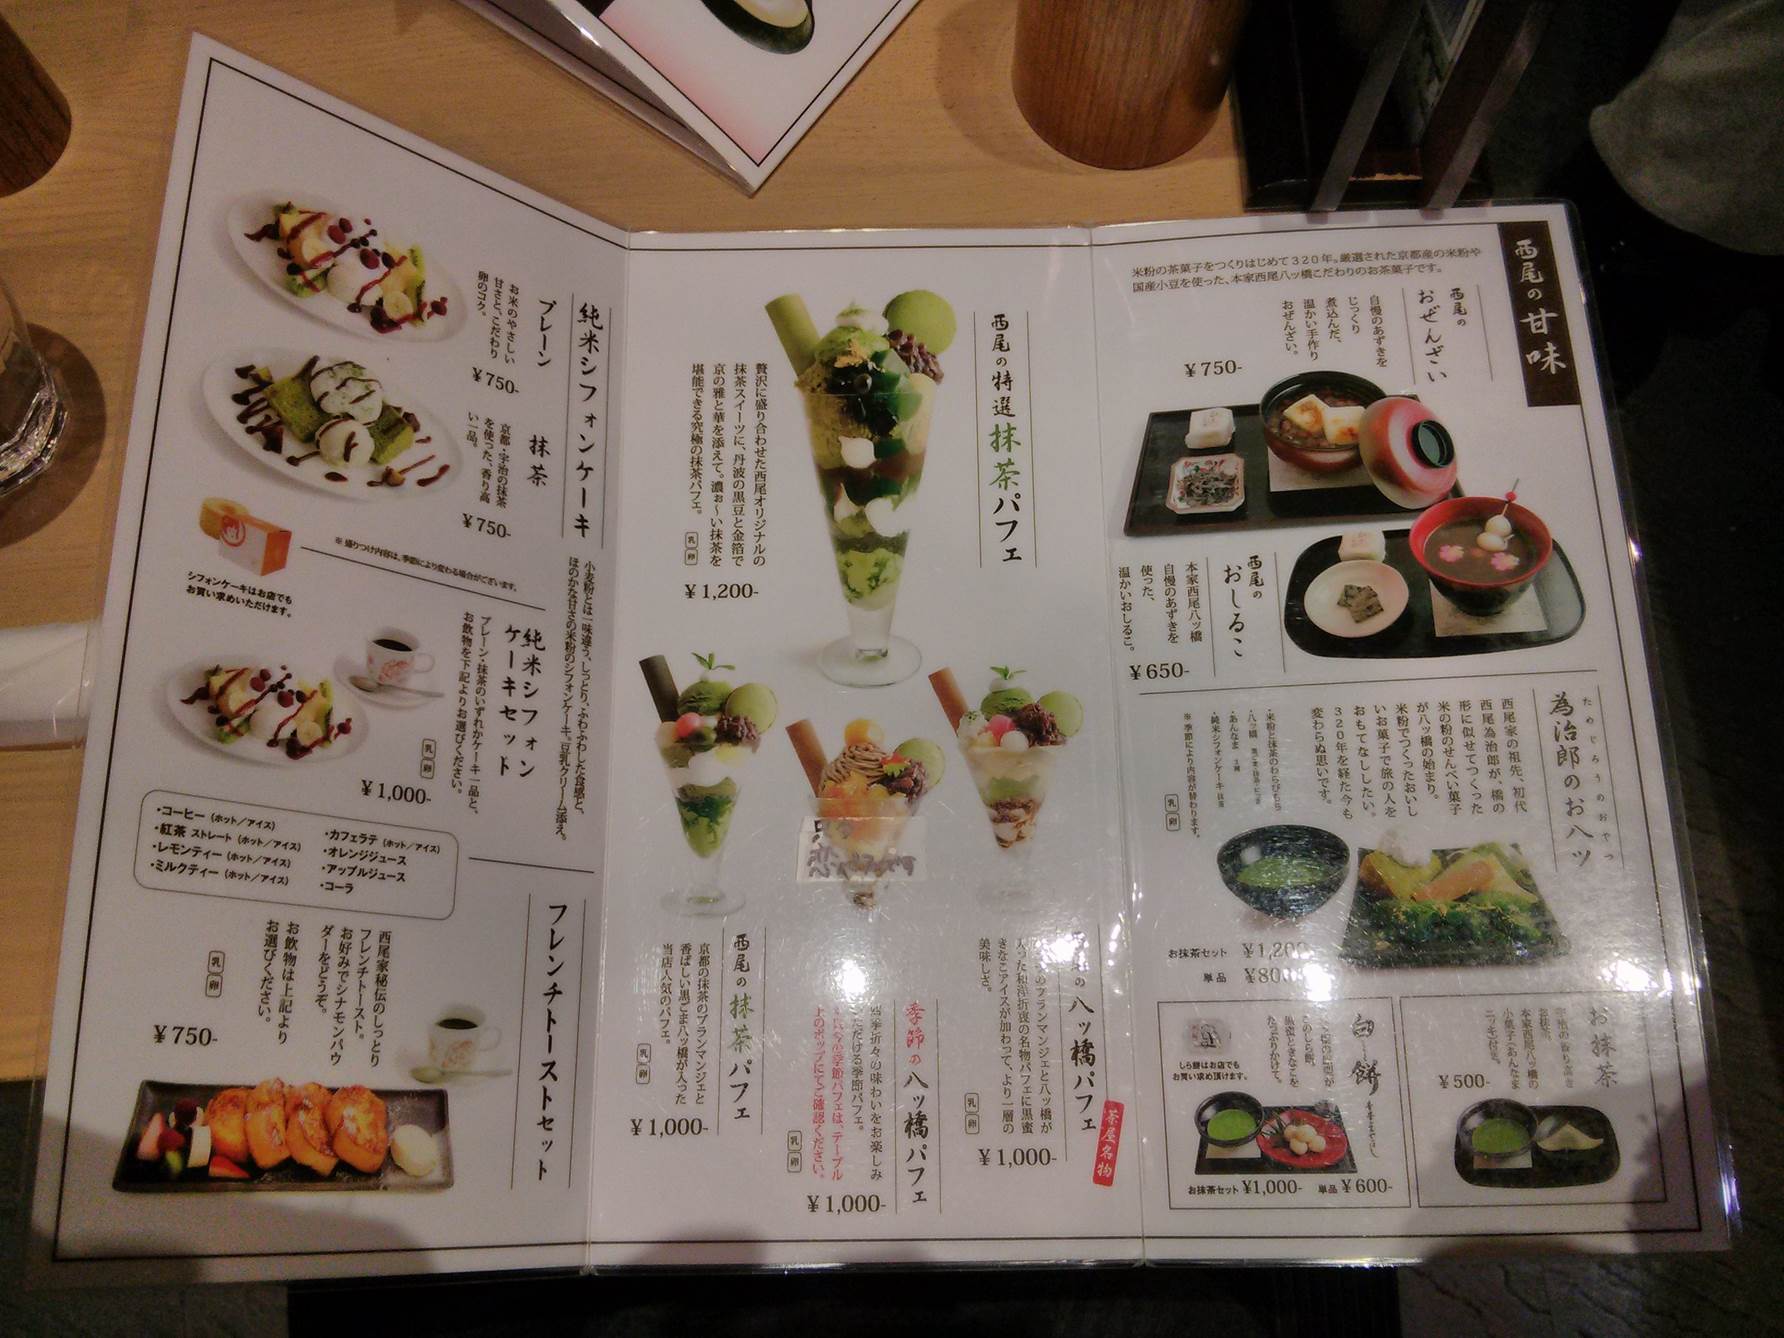 純米シフォンケーキ
小麦粉とは一味違う、しっとり、ふわふわした食感と、
ほのかな甘さの米粉のシフォンケーキ。豆乳クリーム添え。
プレーン
お米のやさしい
甘さと、こだわり
卵のコク。
¥750-
抹茶
京都・宇治の抹茶
を使った、香り高
い一品。
¥750-
※盛りつけ内容は、季節により変わる場合がございます。
シフォンケーキはお店でも
お買い求めいただけます。
純米シフォン
ケーキセット
プレーン・抹茶のいずれかケーキ一品と、
お飲物を下記よりお選びください。
乳
卵
¥1,000-
・コーヒー（ホット／アイス）
・紅茶 ストレート（ホット／アイス）
・レモンティー（ホット／アイス）
・ミルクティー（ホット／アイス）
・カフェラテ（ホット／アイス）
・オレンジジュース
・アップルジュース
・コーラ
フレンチトーストセット
西尾家秘伝のしっとり
フレンチトースト。
お好みでシナモンパウ
ダーをどうぞ。
お飲物は上記より
お選びください。
乳
卵
¥750-
西尾の特選抹茶パフェ
贅沢に盛り合わせた西尾オリジナルの
抹茶スイーツに、丹波の黒豆と金箔で
京の雅と華を添えて。濃ぉ〜い抹茶を
堪能できる究極の抹茶パフェ。
乳
卵
¥1,200-
西尾の抹茶パフェ
京都の抹茶のブランマンジェと
香ばしい黒ごま八ッ橋が入った
当店人気のパフェ。
乳
卵
¥1,000-
季節の八ッ橋パフェ
四季折々の味わいをお楽しみ
いただける季節パフェ。
季節パフェは、テーブル
上のポップにてご確認ください。
乳
卵
¥1,000-
の八ッ橋パフェ
のブランマンジェと八ッ橋が
入った和洋折衷の名物パフェに黒蜜
きなこアイスが加わって、より一層の
美味しさ。
乳
卵
¥1,000-
茶屋名物
西尾の甘味
米粉の茶菓子をつくりはじめて320年。厳選された京都産の米粉や
国産小豆を使った、本家西尾八ッ橋こだわりのお茶菓子です。
西尾の
おぜんざい
自慢のあずきを
じっくり
煮込んだ、
温かい手作り
おぜんざい。
¥750-
西尾の
おしるこ
本家西尾八ッ橋
自慢のあずきを
使った、
温かいおしるこ。
¥650-
ためじろうのおやつ
為治郎のお八ツ
西尾家の祖先、初代
西尾為治郎が、橋の
形に似せてつくった
米の粉のせんべい菓子
が八ッ橋の始まり。
米粉でつくったおいし
いお菓子で旅の人を
おもてなししたい。
320年を経た今も
変わらぬ思いです。
・米粉と抹茶のわらびもち
・八ッ橋
・あんなま 2種
・純米シフォンケーキ 抹茶
※季節により内容が替わります。
乳
卵
お抹茶セット ¥1,200
単品 ¥800
白餅
黒蜜ときなこを
たっぷりかけて。
しら餅はお店でも
お買い求め頂けます。
お抹茶セット ¥1,000- 単品 ¥600-
お抹茶
宇治の香り高き
お抹茶。
本家西尾八ッ橋の
小菓子（あんなま
ニッキ）付き。
¥500-